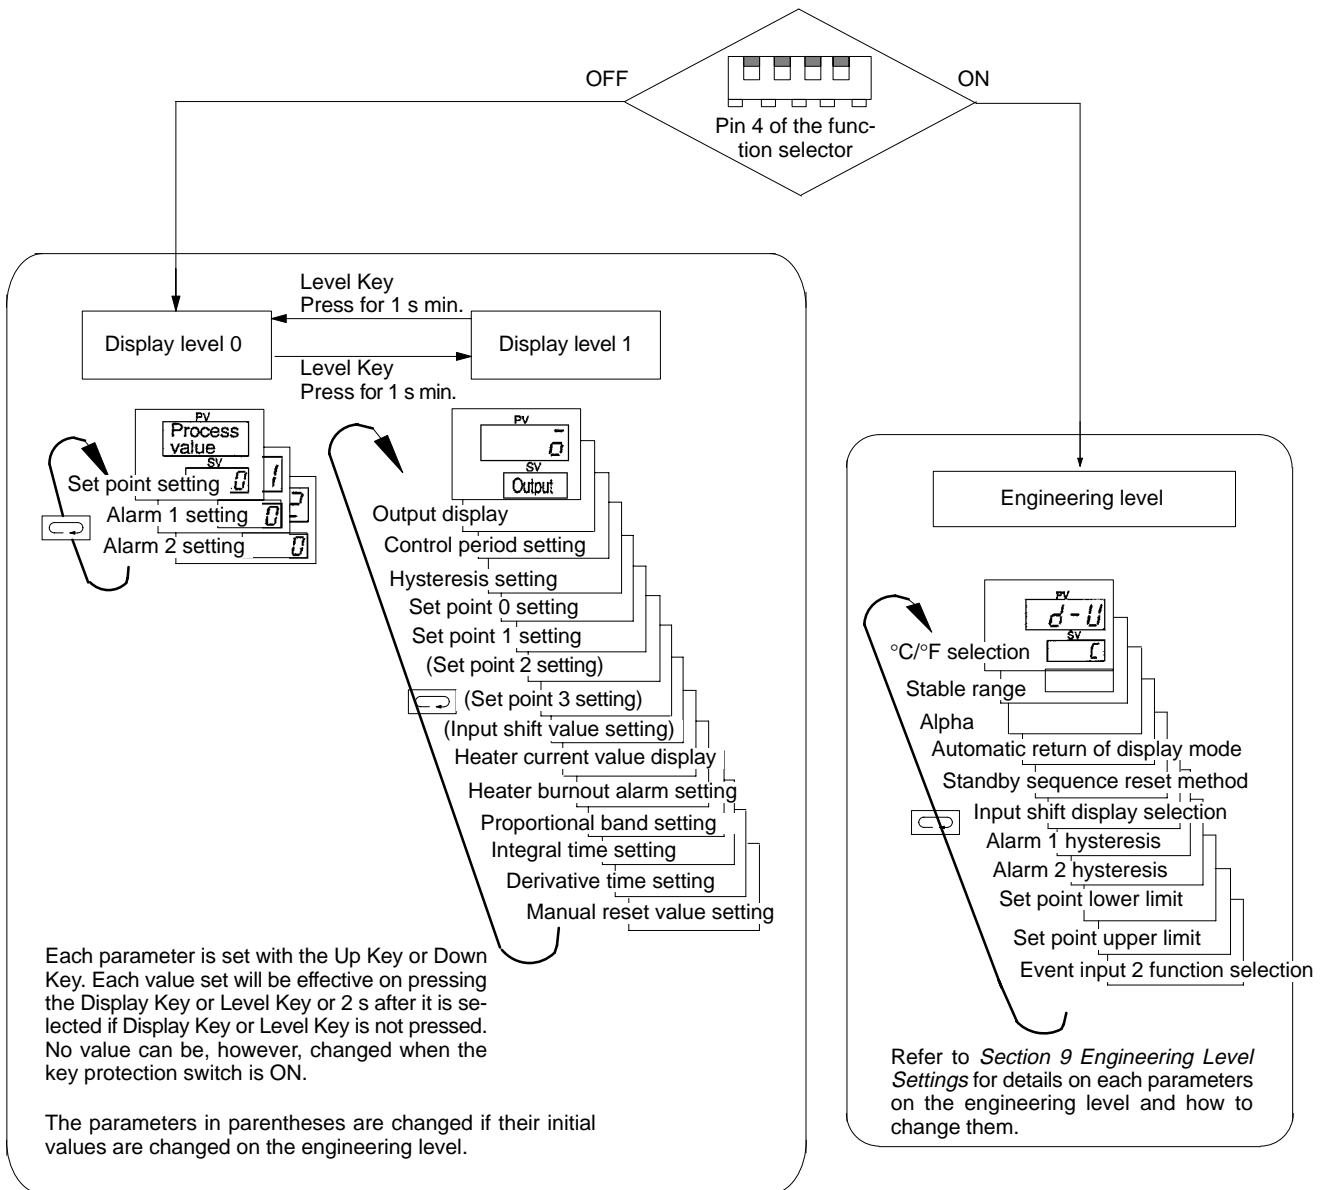 OFF
ON
Pin 4 of the func-
tion selector
Level Key
Press for 1 s min.
Display level 0
Display level 1
Level Key
Press for 1 s min.
PV
Process
value
SV
Set point setting 0
Alarm 1 setting 0
Alarm 2 setting 0
1
2
PV
o
SV
Output
Output display
Control period setting
Hysteresis setting
Set point 0 setting
Set point 1 setting
(Set point 2 setting)
(Set point 3 setting)
(Input shift value setting)
Heater current value display
Heater burnout alarm setting
Proportional band setting
Integral time setting
Derivative time setting
Manual reset value setting
Each parameter is set with the Up Key or Down
Key. Each value set will be effective on pressing
the Display Key or Level Key or 2 s after it is se-
lected if Display Key or Level Key is not pressed.
No value can be, however, changed when the
key protection switch is ON.
The parameters in parentheses are changed if their initial
values are changed on the engineering level.
Engineering level
PV
d-U
SV
C
°C/°F selection
Stable range
Alpha
Automatic return of display mode
Standby sequence reset method
Input shift display selection
Alarm 1 hysteresis
Alarm 2 hysteresis
Set point lower limit
Set point upper limit
Event input 2 function selection
Refer to Section 9 Engineering Level
Settings for details on each parameters
on the engineering level and how to
change them.